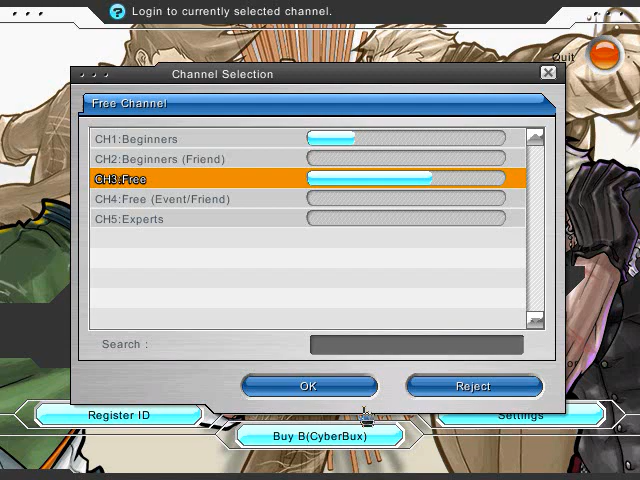 Login to currently selected channel.
Quit
Channel Selection
Free Channel
CH1:Beginners
CH2:Beginners (Friend)
CH3:Free
CH4:Free (Event/Friend)
CH5:Experts
Search :
OK
Reject
Register ID
Settings
Buy B(CyberBux)